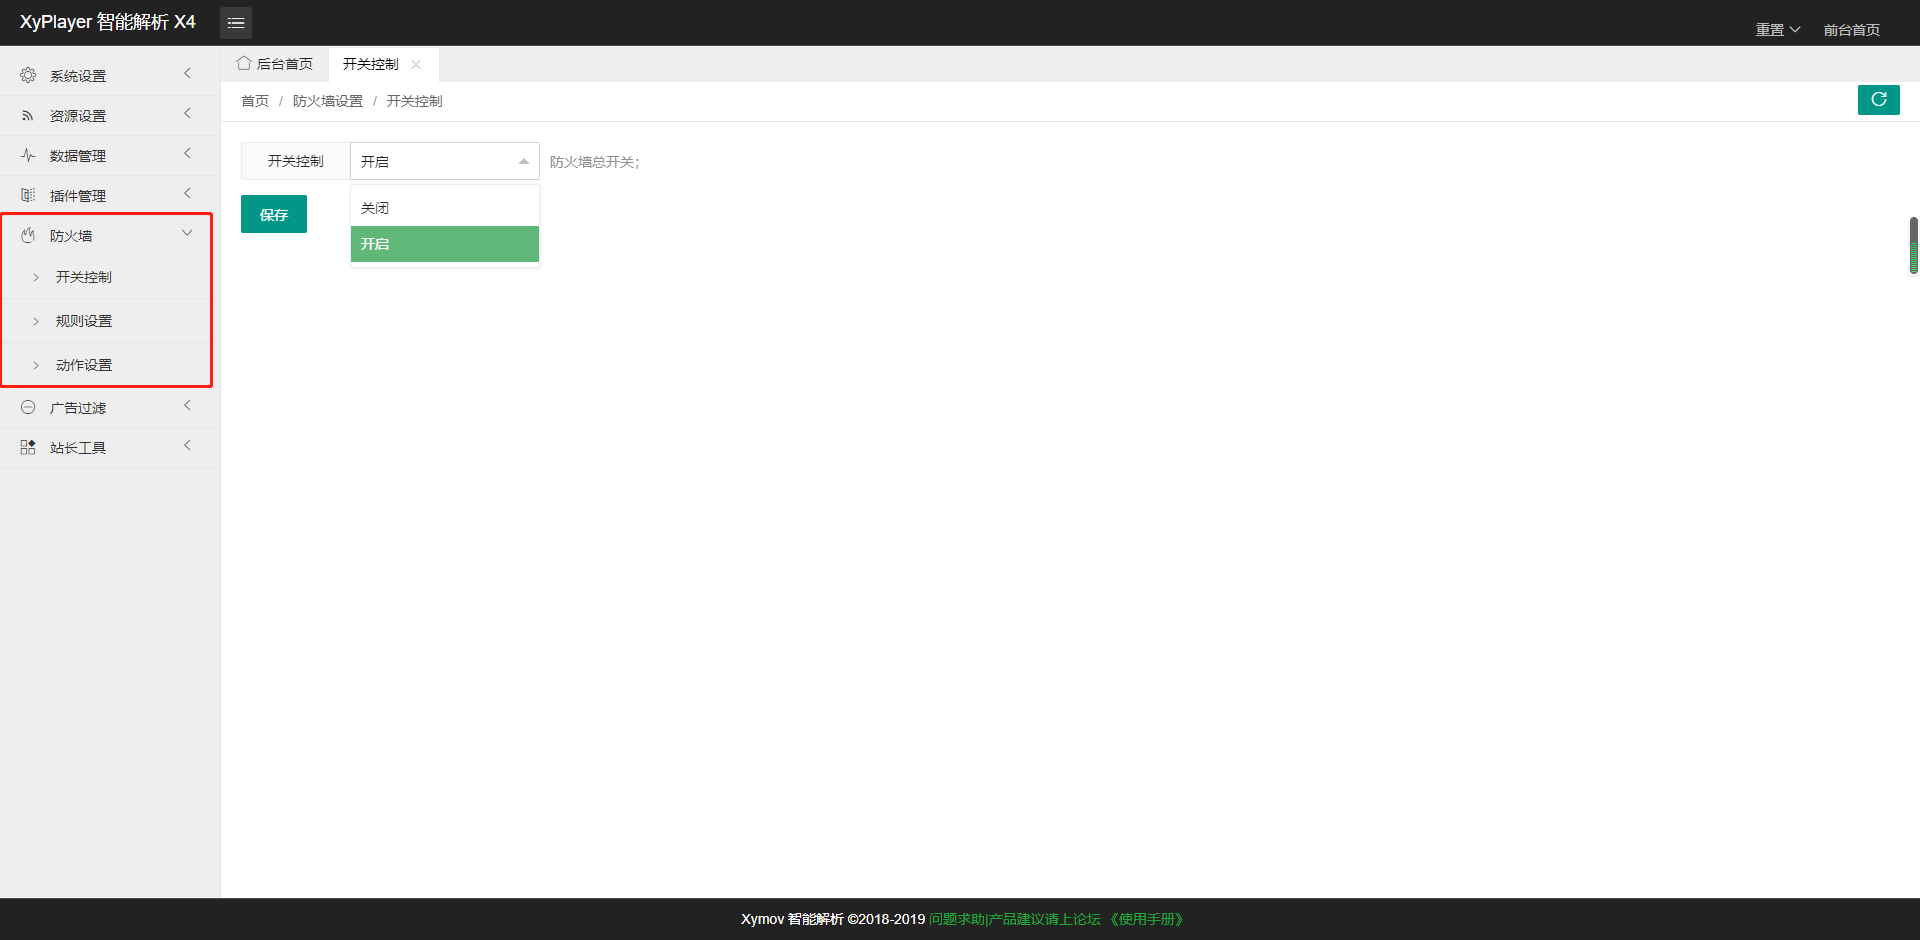 XyPlayer 智能解析 X4
重置
前台首页
系统设置
资源设置
数据管理
插件管理
防火墙
开关控制
规则设置
动作设置
广告过滤
站长工具
后台首页
开关控制
首页 / 防火墙设置 / 开关控制
开关控制
开启
防火墙总开关；
关闭
开启
保存
Xymov 智能解析 ©2018-2019 问题求助|产品建议请上论坛 《使用手册》